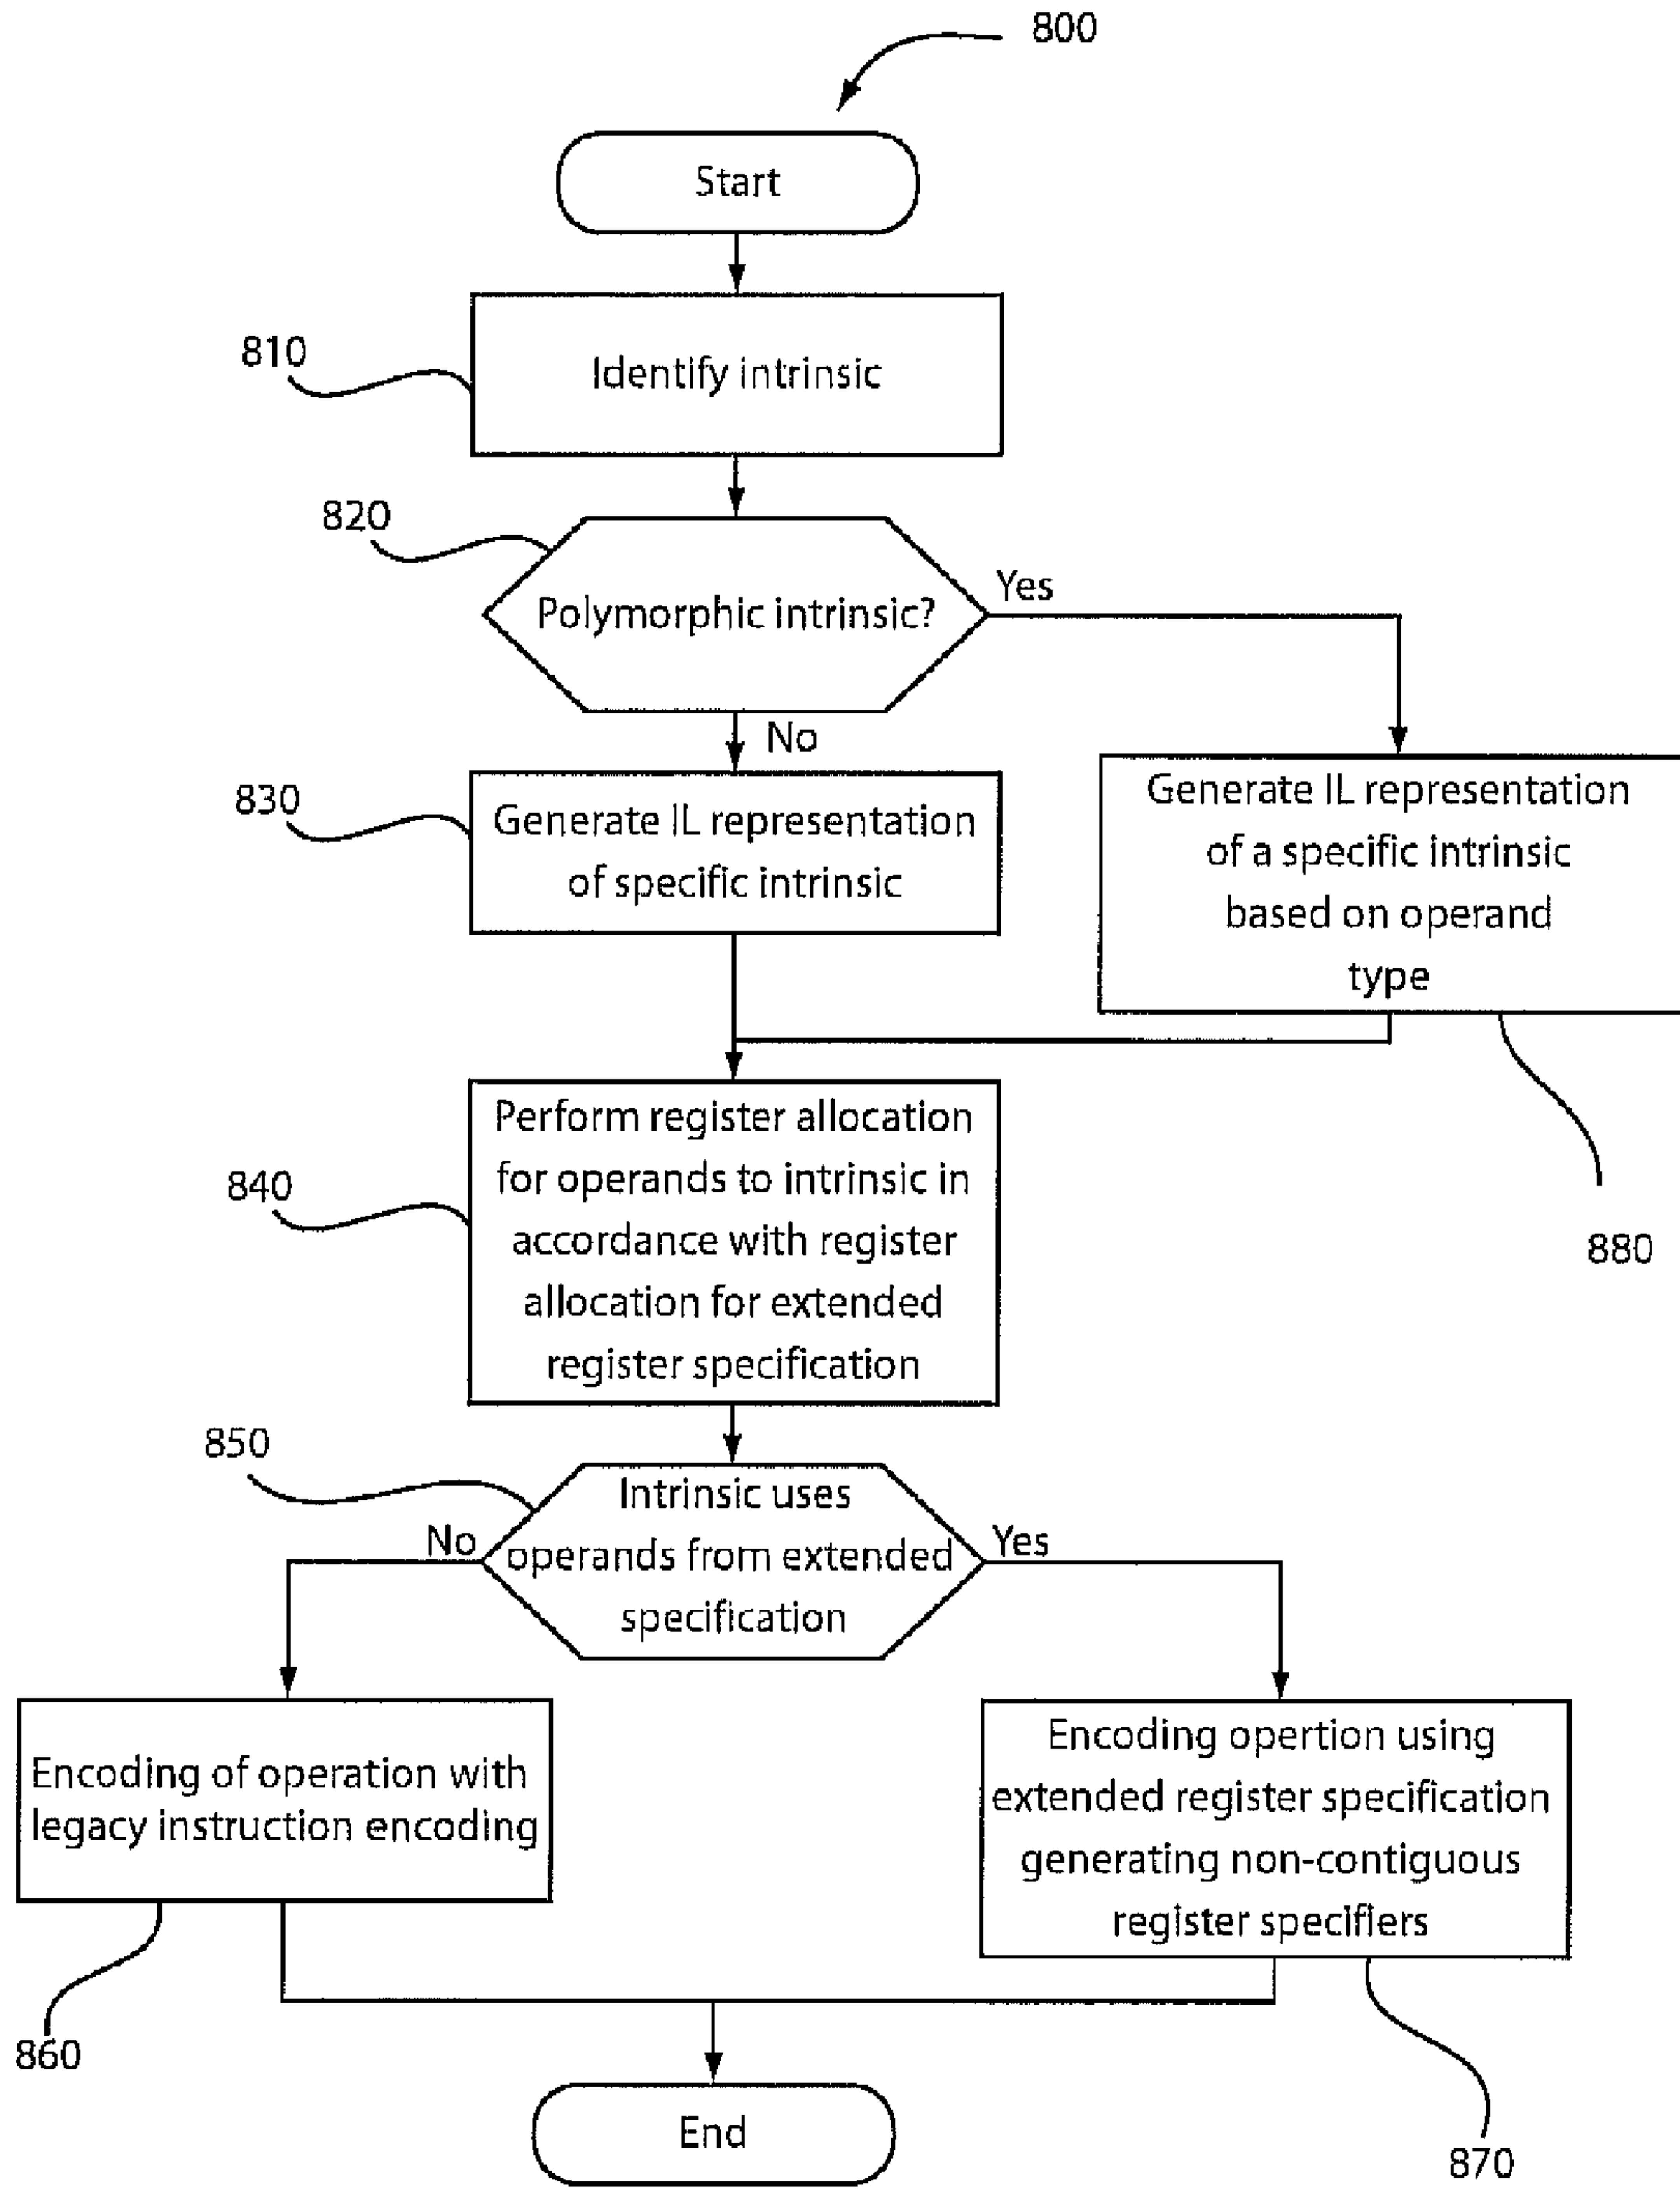 800
Start
810
Identify intrinsic
820
Polymorphic intrinsic?
Yes
No
830
Generate IL representation
of specific intrinsic
Generate IL representation
of a specific intrinsic
based on operand
type
880
840
Perform register allocation
for operands to intrinsic in
accordance with register
allocation for extended
register specification
850
Intrinsic uses
operands from extended
specification
No
Yes
Encoding of operation with
legacy instruction encoding
860
Encoding opertion using
extended register specification
generating non-contiguous
register specifiers
870
End